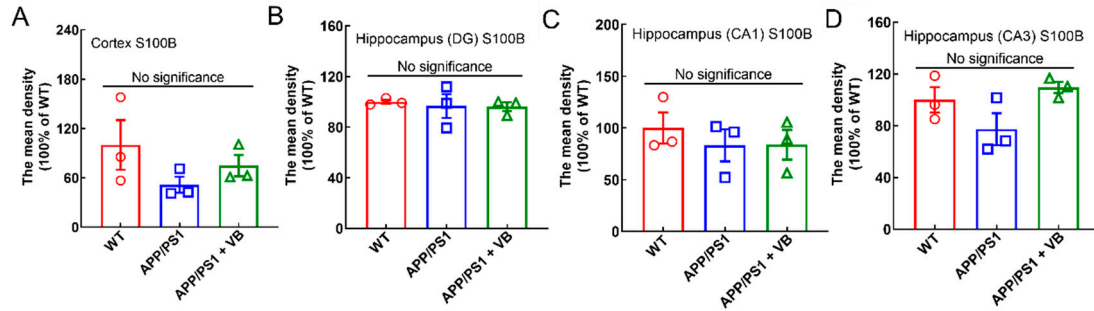 A
The mean density
(100% of WT)
240
180
120
60
0
Cortex S100B
No significance
WT
APP/PS1
APP/PS1 + VB
B
The mean density
(100% of WT)
160
120
80
40
0
Hippocampus (DG) S100B
No significance
WT
APP/PS1
APP/PS1 + VB
C
The mean density
(100% of WT)
200
150
100
50
0
Hippocampus (CA1) S100B
No significance
WT
APP/PS1
APP/PS1 + VB
D
The mean density
(100% of WT)
160
120
80
40
0
Hippocampus (CA3) S100B
No significance
WT
APP/PS1
APP/PS1 + VB